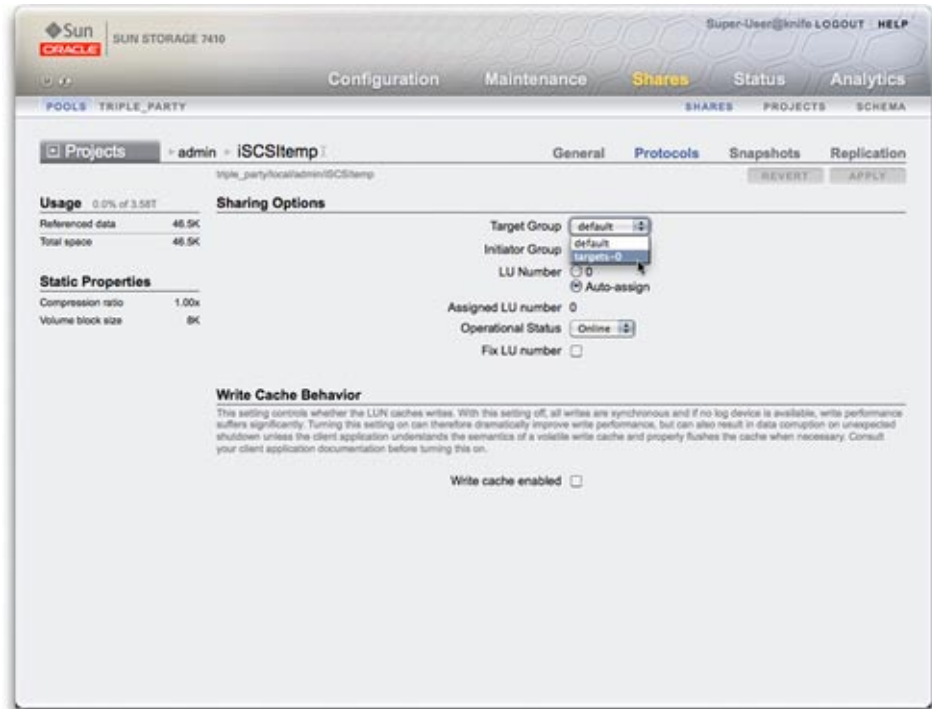 Sun
ORACLE
SUN STORAGE 7410
Super-User@knife LOGOUT HELP
Configuration Maintenance Shares Status Analytics
POOLS TRIPLE_PARTY
SHARES PROJECTS SCHEMA
Projects
admin iSCSItemp
General Protocols Snapshots Replication
triple_party/local/admin/iSCSItemp
REVERT APPLY
Usage 0.0% of 3.58T
Referenced data 46.5K
Total space 46.5K
Static Properties
Compression ratio 1.00x
Volume block size 8K
Sharing Options
Target Group default
default
targets-0
Initiator Group
LU Number 0
Auto-assign
Assigned LU number 0
Operational Status Online
Fix LU number
Write Cache Behavior
This setting controls whether the LUN caches writes. With this setting off, all writes are synchronous and if no log device is available, write performance
suffers significantly. Turning this setting on can therefore dramatically improve write performance, but can also result in data corruption on unexpected
shutdown unless the client application understands the semantics of a volatile write cache and properly flushes the cache when necessary. Consult
your client application documentation before turning this on.
Write cache enabled